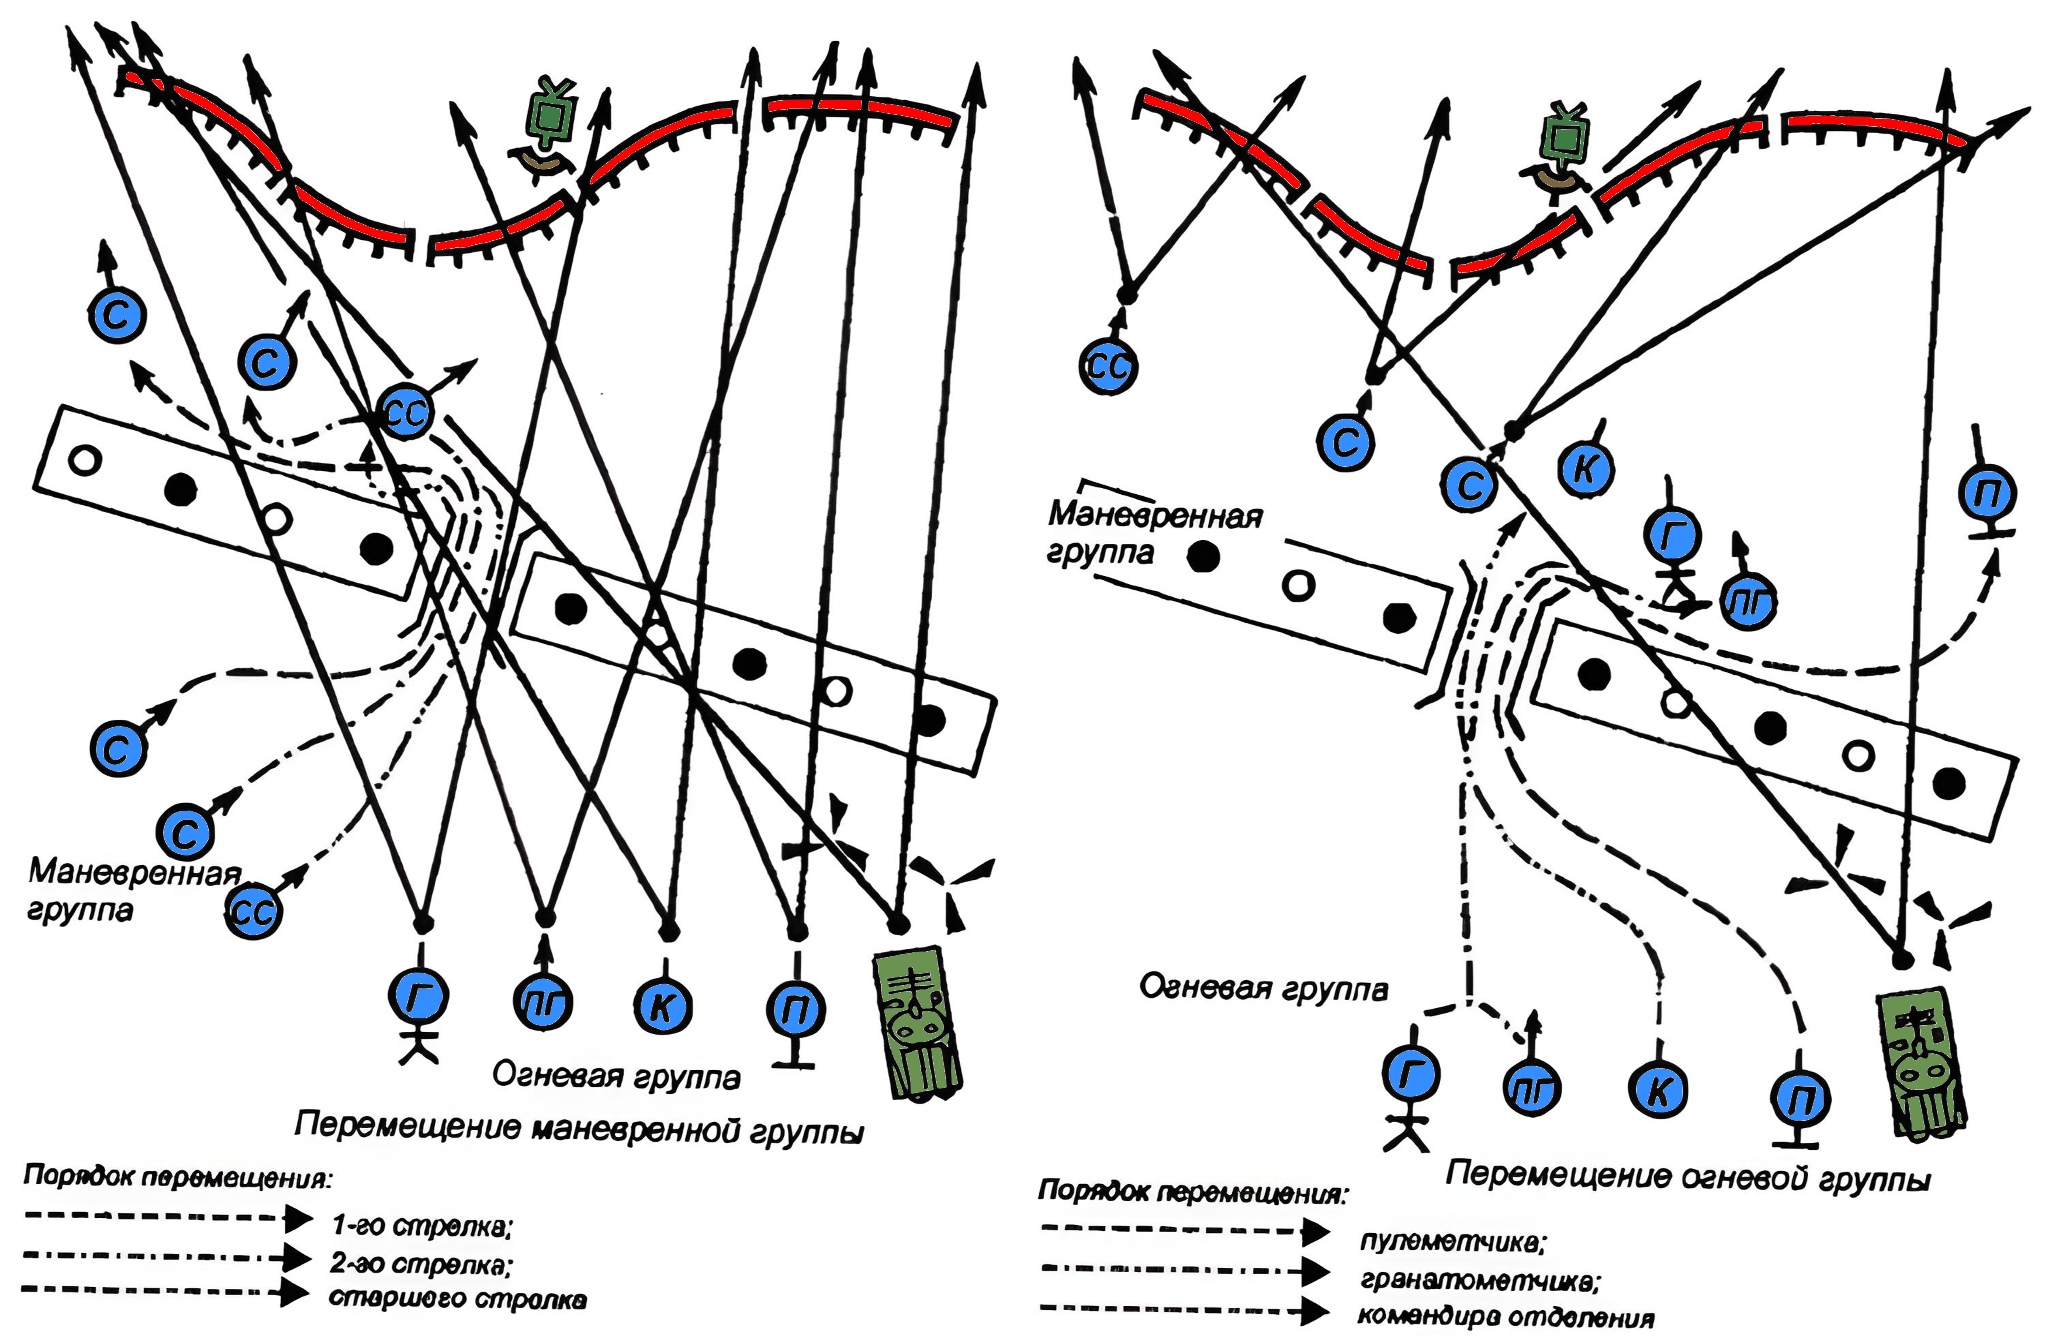 С
С
СС
С
С
Маневренная
группа
СС
Г
ПГ
К
П
Огневая группа
Перемещение маневренной группы
Порядок перемещения:
1-го стрелка;
2-го стрелка;
старшего стрелка
СС
С
С
К
П
Маневренная
группа
Г
ПГ
Огневая группа
Г
ПГ
К
П
Перемещение огневой группы
Порядок перемещения:
пулеметчика;
гранатометчика;
командира отделения